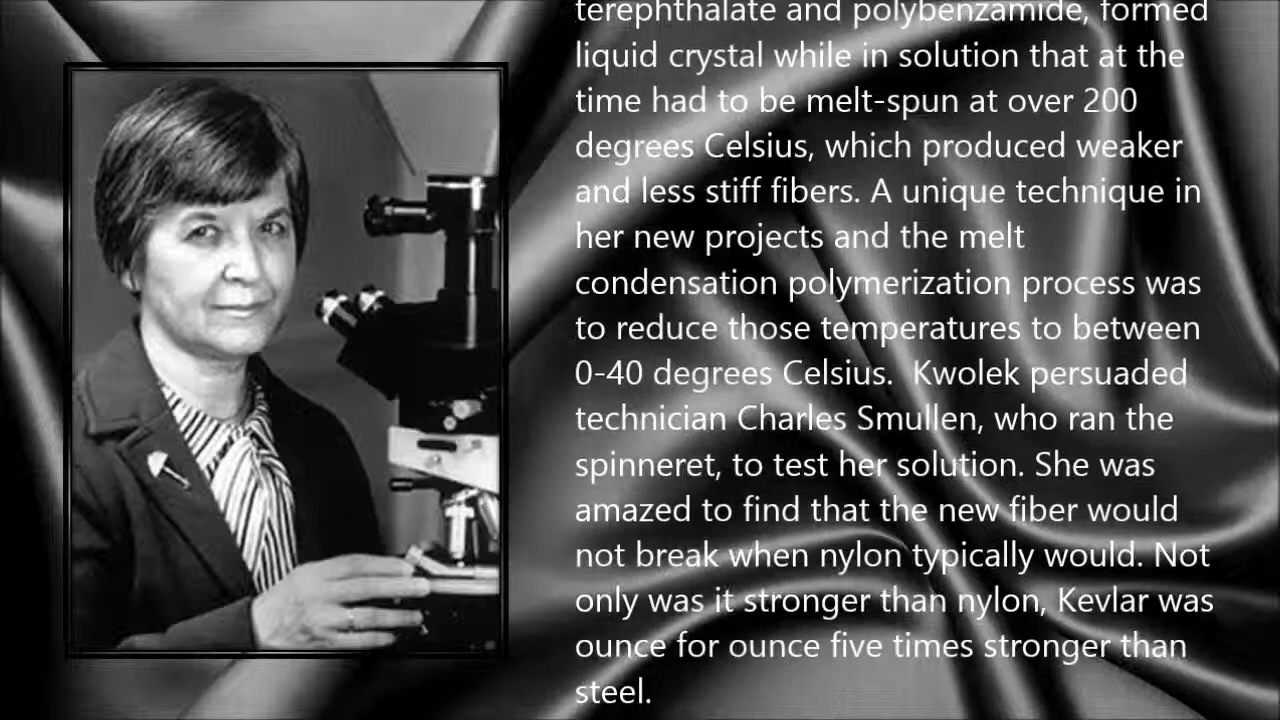 terephthalate and polybenzamide, formed
liquid crystal while in solution that at the
time had to be melt-spun at over 200
degrees Celsius, which produced weaker
and less stiff fibers. A unique technique in
her new projects and the melt
condensation polymerization process was
to reduce those temperatures to between
0-40 degrees Celsius.  Kwolek persuaded
technician Charles Smullen, who ran the
spinneret, to test her solution. She was
amazed to find that the new fiber would
not break when nylon typically would. Not
only was it stronger than nylon, Kevlar was
ounce for ounce five times stronger than
steel.